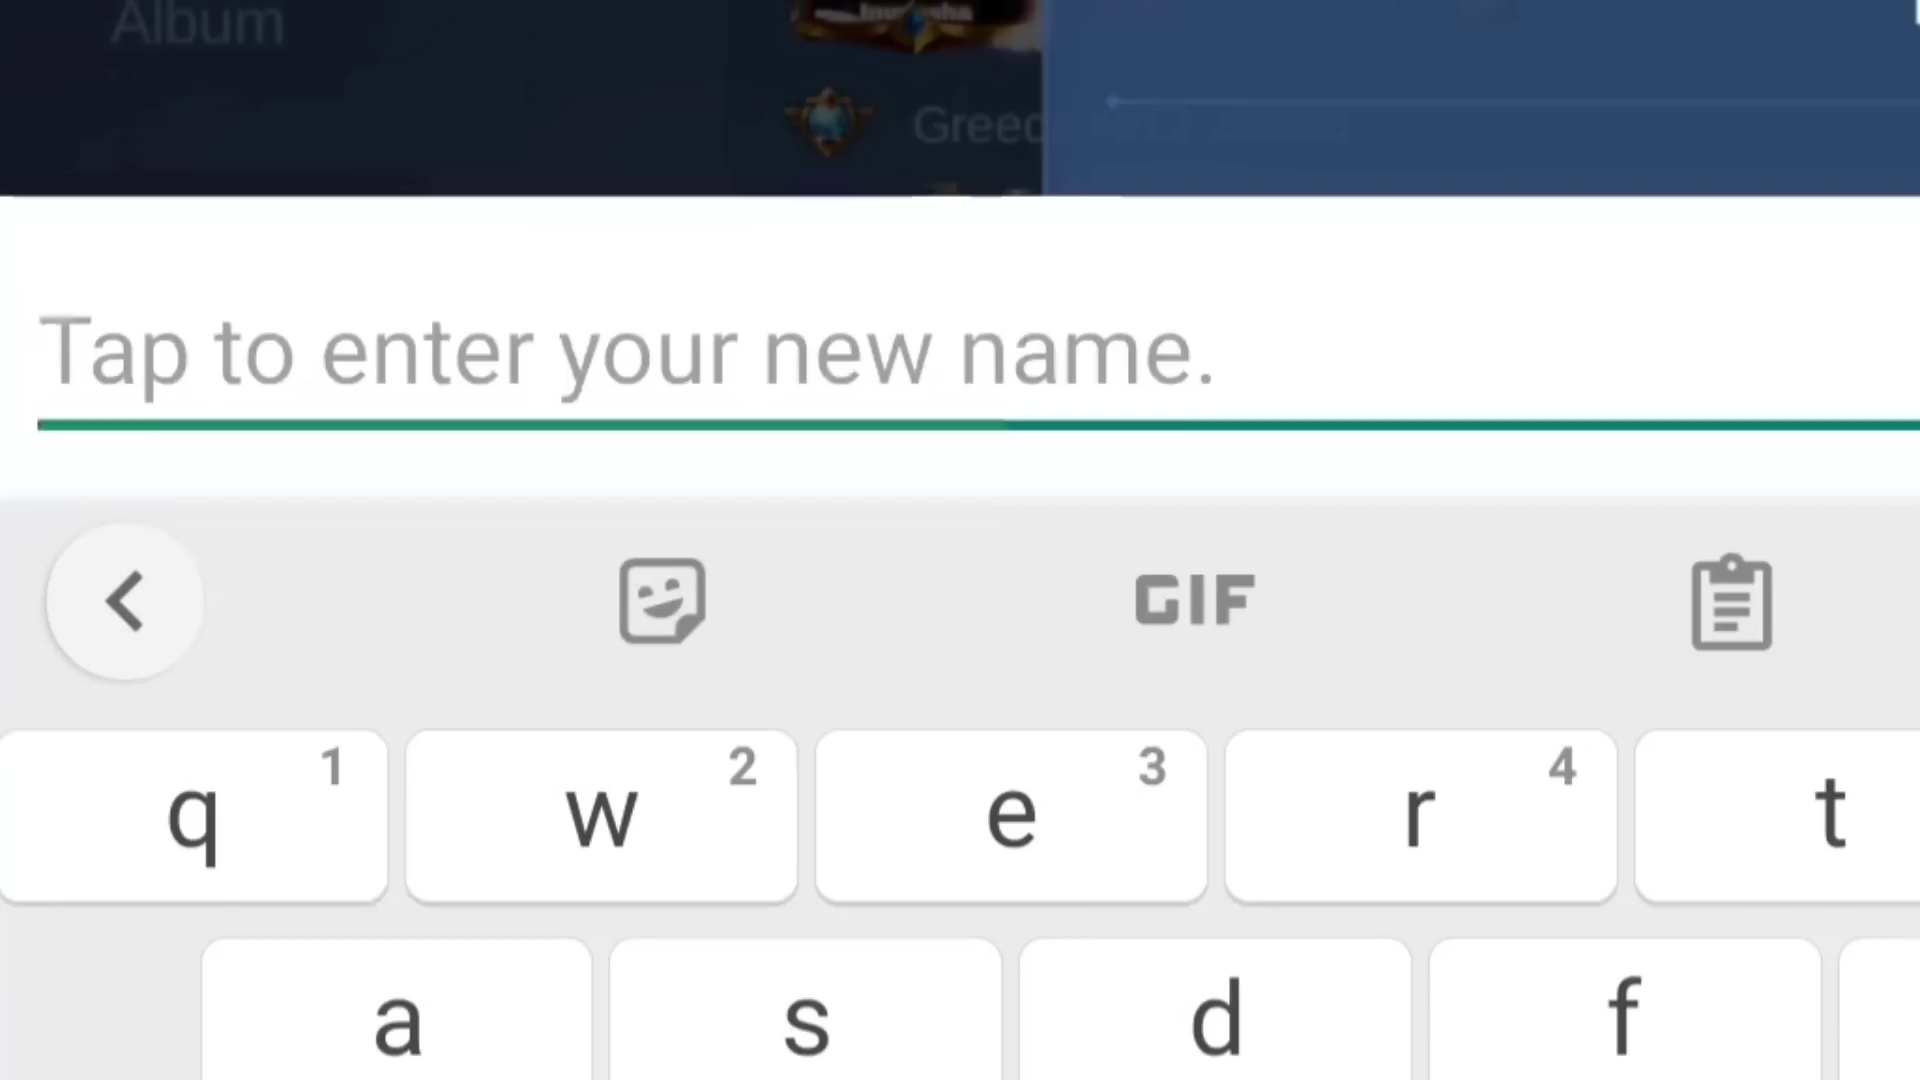 Album
Greed
Tap to enter your new name.
GIF
q 1 w 2 e 3 r 4 t
a s d f